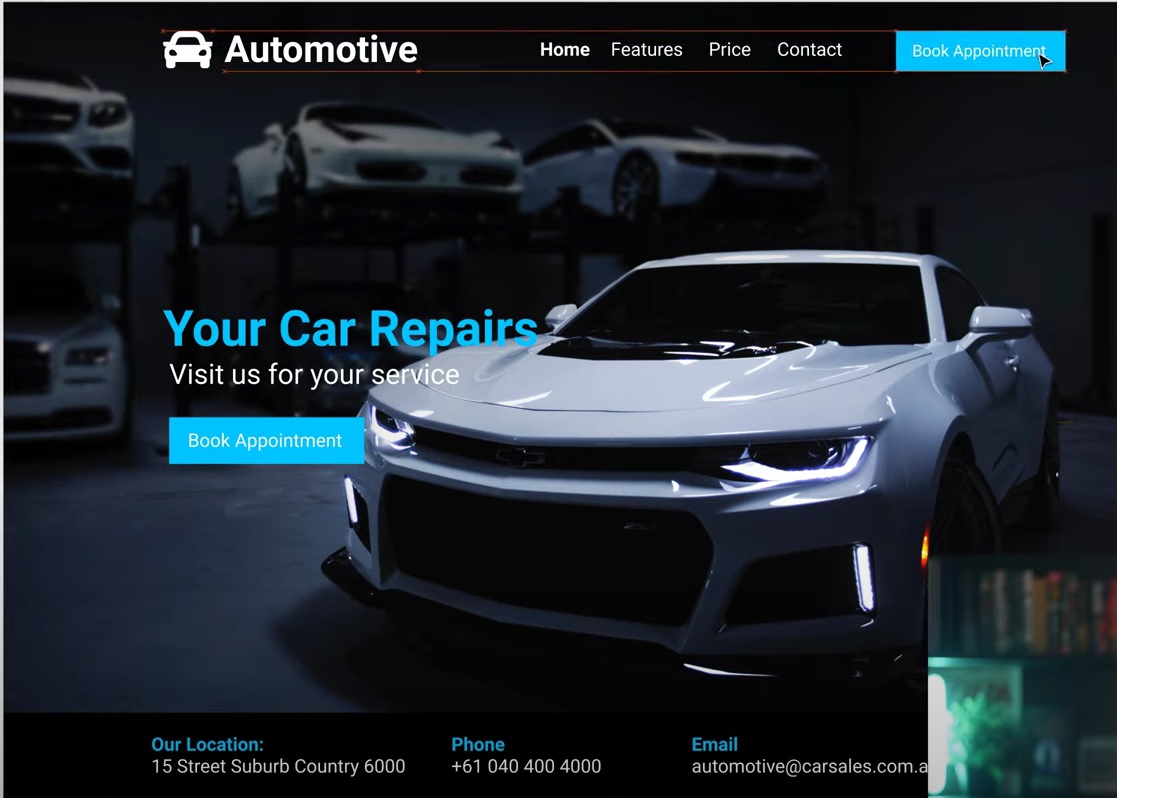 Automotive
Home Features Price Contact
Book Appointment
Your Car Repairs
Visit us for your service
Book Appointment
Our Location:
15 Street Suburb Country 6000
Phone
+61 040 400 4000
Email
automotive@carsales.com.a